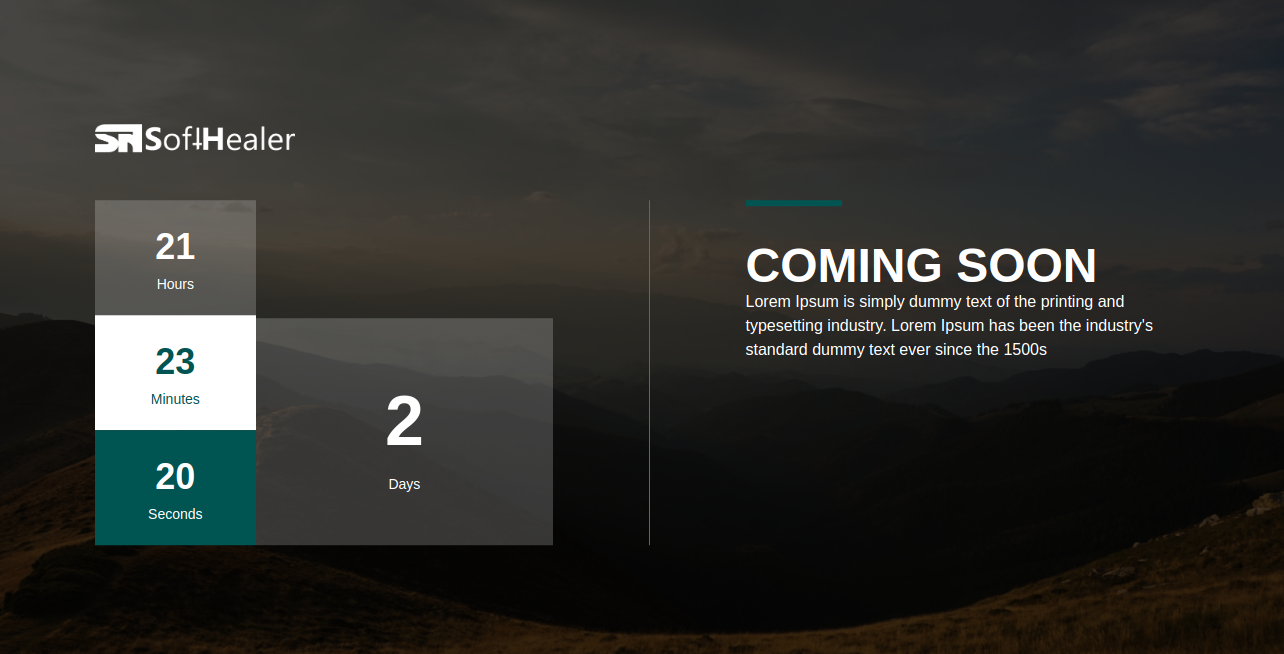 SoftHealer
21
Hours
23
Minutes
20
Seconds
2
Days
COMING SOON
Lorem Ipsum is simply dummy text of the printing and
typesetting industry. Lorem Ipsum has been the industry's
standard dummy text ever since the 1500s